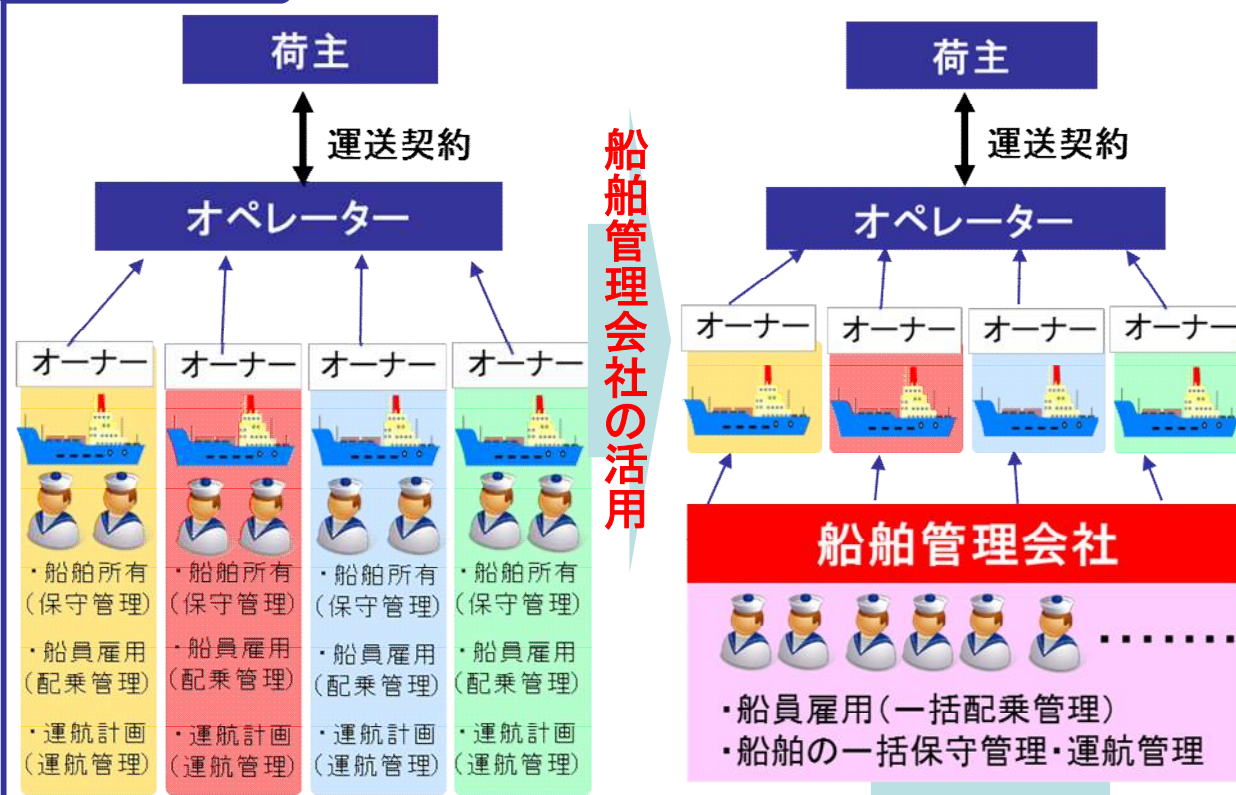 荷主
運送契約
オペレーター
オーナー
・船舶所有
(保守管理)
・船員雇用
(配乗管理)
・運航計画
(運航管理)
オーナー
・船舶所有
(保守管理)
・船員雇用
(配乗管理)
・運航計画
(運航管理)
オーナー
・船舶所有
(保守管理)
・船員雇用
(配乗管理)
・運航計画
(運航管理)
オーナー
・船舶所有
(保守管理)
・船員雇用
(配乗管理)
・運航計画
(運航管理)
船舶管理会社の活用
荷主
運送契約
オペレーター
オーナー
オーナー
オーナー
オーナー
船舶管理会社
・・・・・・・
・船員雇用(一括配乗管理)
・船舶の一括保守管理・運航管理